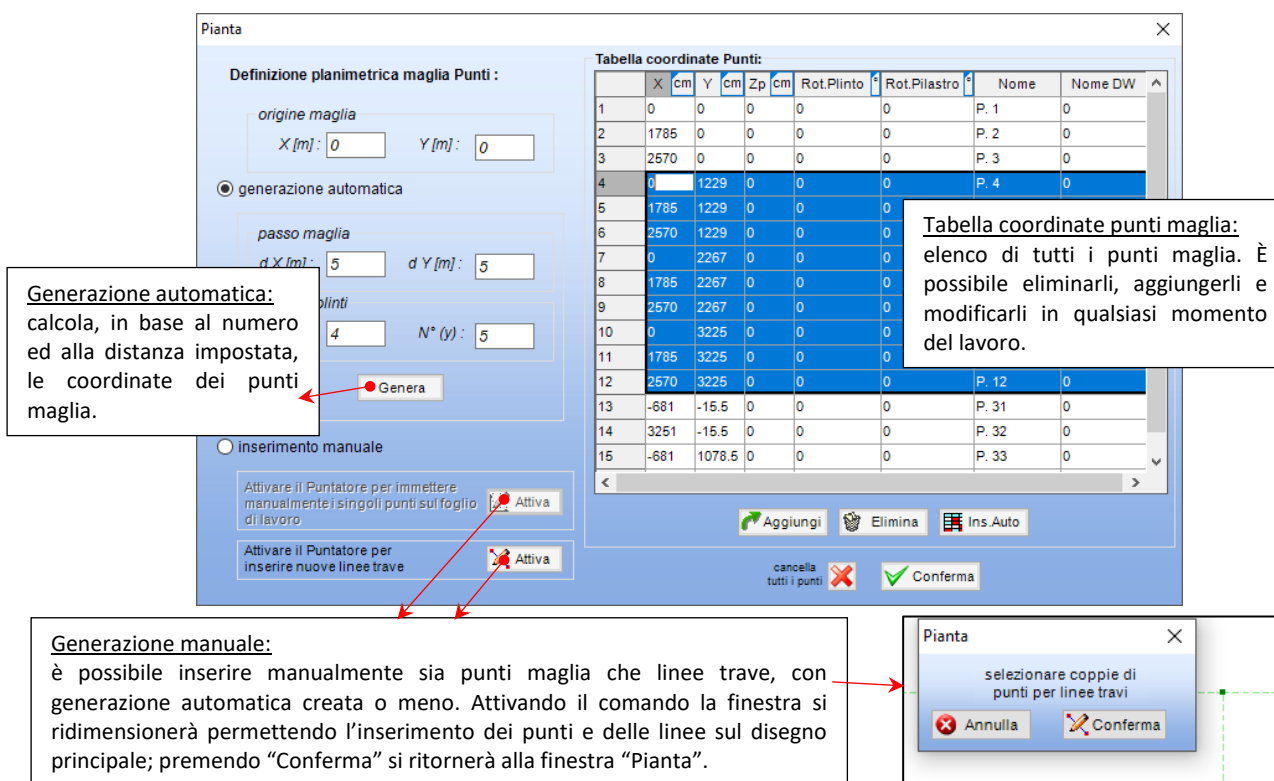 Pianta
Definizione planimetrica maglia Punti :
origine maglia
X [m] : 0 Y [m] : 0
generazione automatica
passo maglia
d X [m] : 5 d Y [m] : 5
4 N° (y) : 5
Genera
inserimento manuale
Attivare il Puntatore per immettere
manualmente i singoli punti sul foglio
di lavoro
Attiva
Attivare il Puntatore per
inserire nuove linee trave
Attiva
Tabella coordinate Punti:
X cm Y cm Zp cm Rot.Plinto ° Rot.Pilastro ° Nome Nome DW
1 0 0 0 0 0 P. 1 0
2 1785 0 0 0 0 P. 2 0
3 2570 0 0 0 0 P. 3 0
4 0 1229 0 0 0 P. 4 0
5 1785 1229 0 0 0
6 2570 1229 0 0 0
7 0 2267 0 0 0
8 1785 2267 0 0 0
9 2570 2267 0 0 0
10 0 3225 0 0 0
11 1785 3225 0 0 0
12 2570 3225 0 0 0 P. 12 0
13 -681 -15.5 0 0 0 P. 31 0
14 3251 -15.5 0 0 0 P. 32 0
15 -681 1078.5 0 0 0 P. 33 0
Aggiungi Elimina Ins.Auto
cancella
tutti i punti
Conferma
Generazione automatica:
calcola, in base al numero
ed alla distanza impostata,
le coordinate dei punti
maglia.
Tabella coordinate punti maglia:
elenco di tutti i punti maglia. È
possibile eliminarli, aggiungerli e
modificarli in qualsiasi momento
del lavoro.
Generazione manuale:
è possibile inserire manualmente sia punti maglia che linee trave, con
generazione automatica creata o meno. Attivando il comando la finestra si
ridimensionerà permettendo l’inserimento dei punti e delle linee sul disegno
principale; premendo “Conferma” si ritornerà alla finestra “Pianta”.
Pianta
selezionare coppie di
punti per linee travi
Annulla Conferma